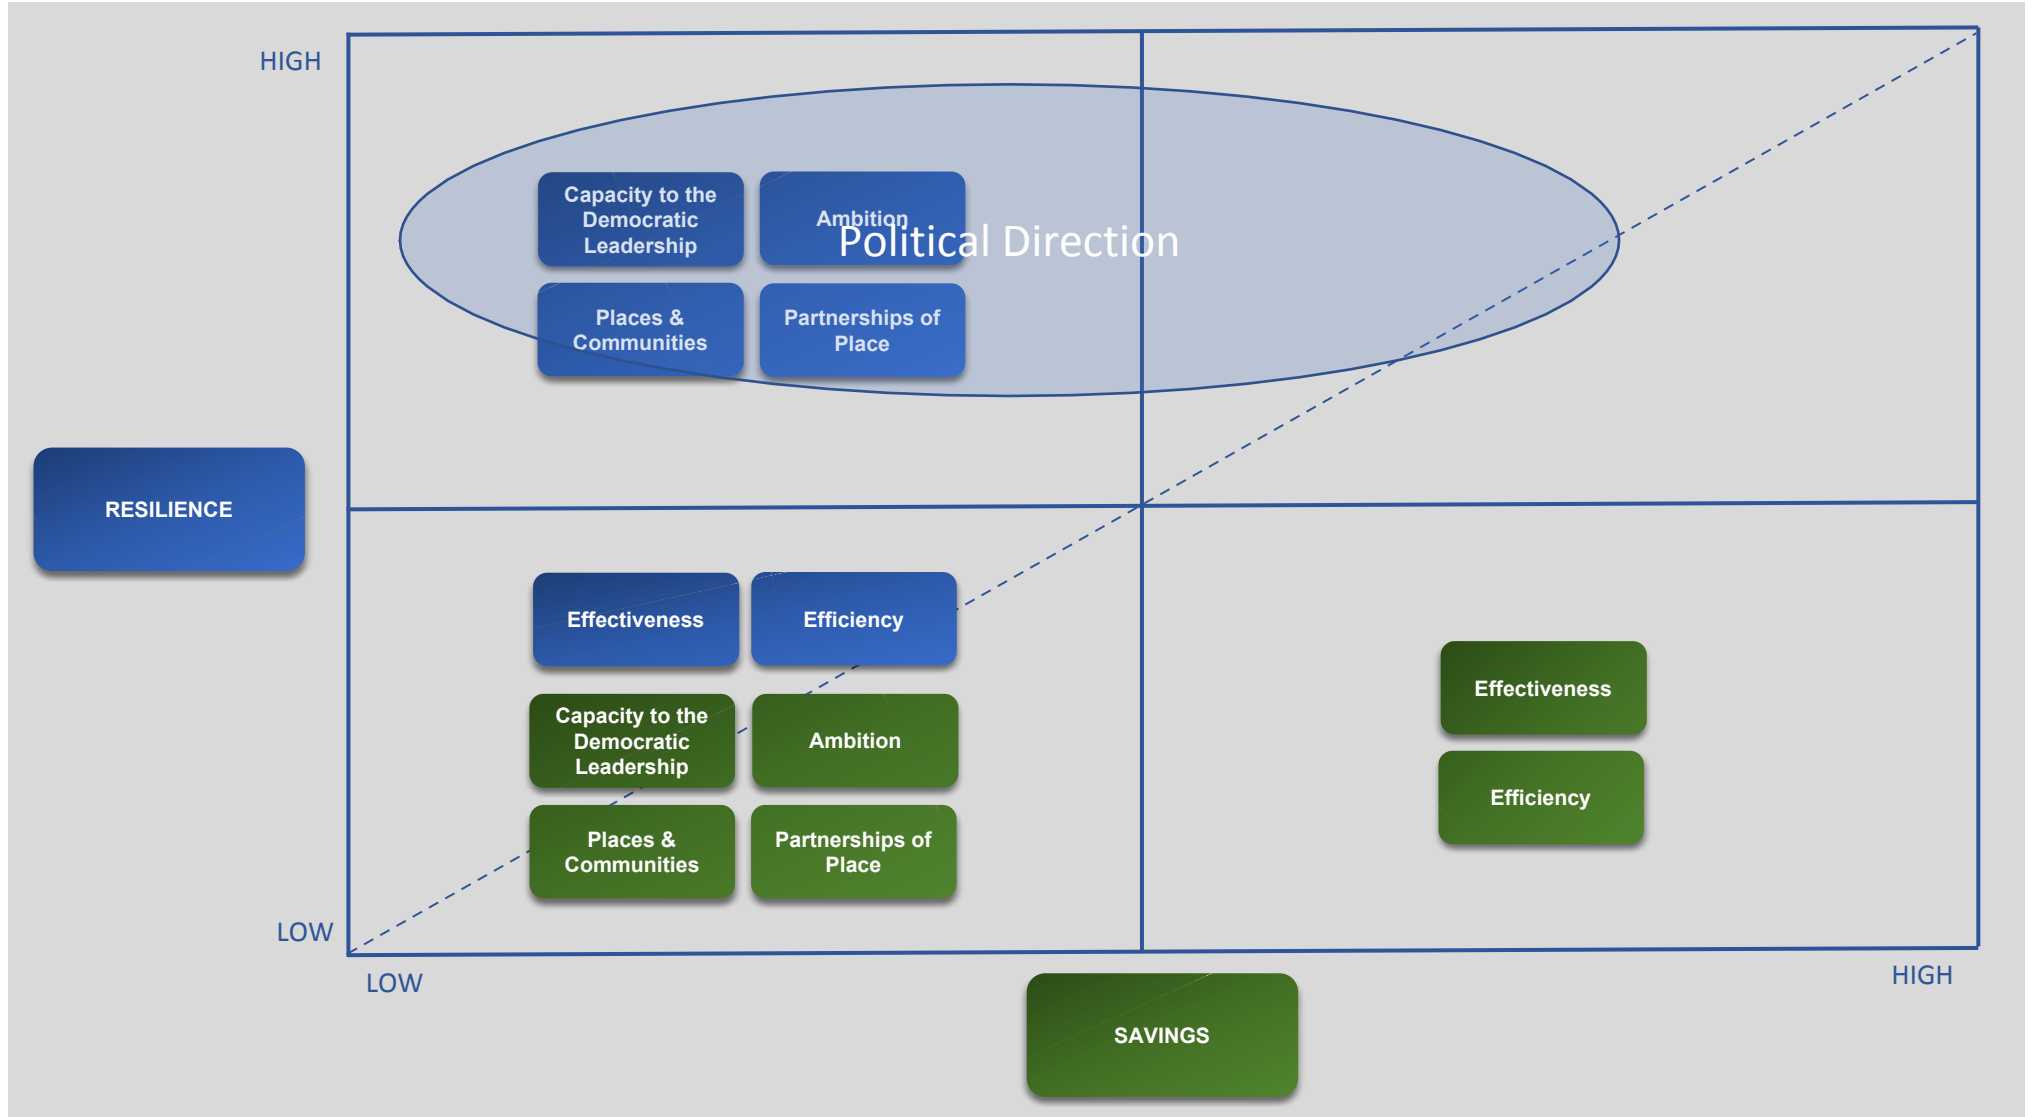 HIGH
Capacity to the
Democratic
Leadership
Ambition
Political Direction
Places &
Communities
Partnerships of
Place
RESILIENCE
Effectiveness
Efficiency
Effectiveness
Capacity to the
Democratic
Leadership
Ambition
Efficiency
Places &
Communities
Partnerships of
Place
LOW
LOW
HIGH
SAVINGS